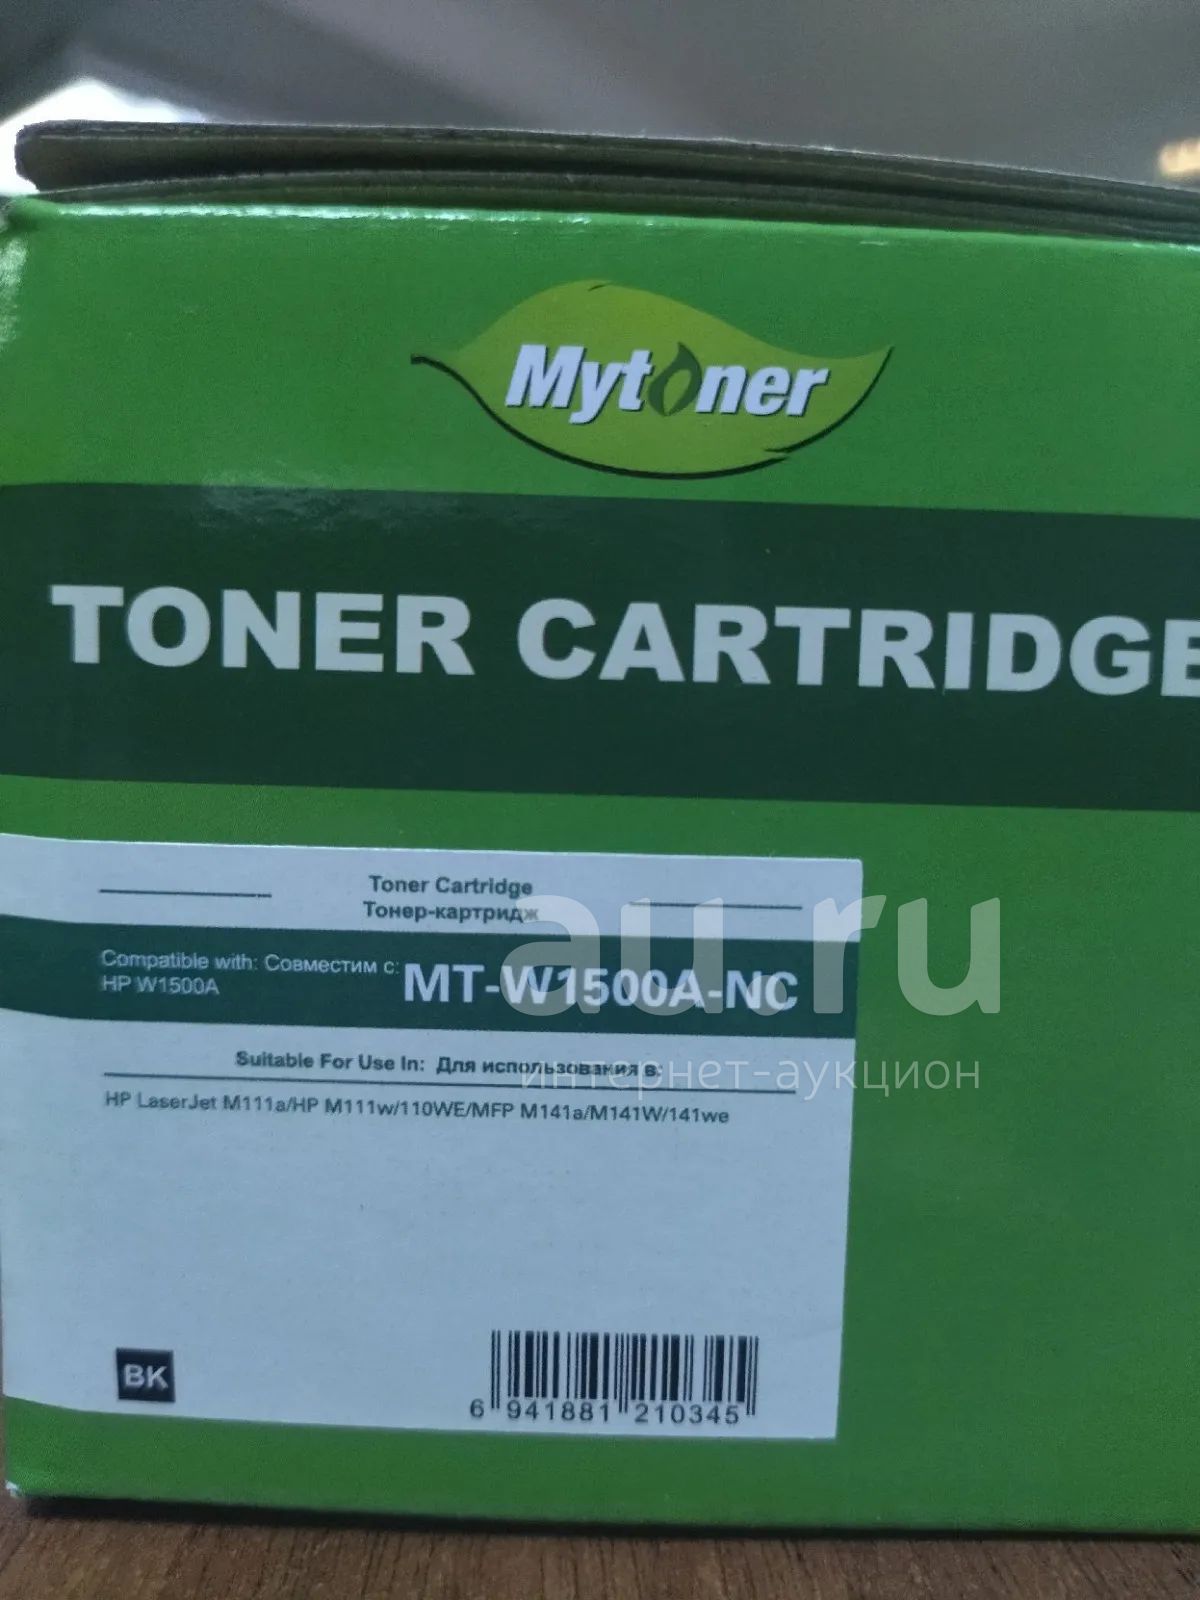 Mytoner
TONER CARTRIDGE
Toner Cartridge
Тонер-картридж
Compatible with: Совместим с:
HP W1500A
MT-W1500A-NC
au.ru
интернет-аукцион
Suitable For Use In: Для использования в:
HP LaserJet M111a/HP M111w/110WE/MFP M141a/M141W/141we
BK
6 941881 210345